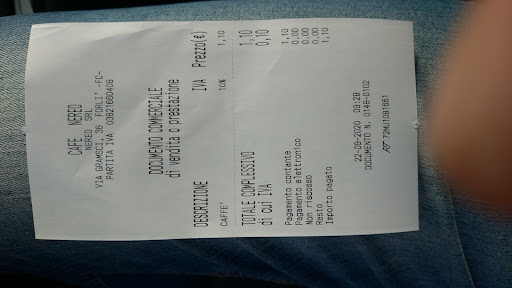 CAFE' NEREO
NEREO SRL
VIA GRAMSCI, 36 FORLI' -FC-
PARTITA IVA 03821660408
DOCUMENTO COMMERCIALE
di vendita o prestazione
DESCRIZIONE IVA Prezzo(€)
CAFFE' 10% 1,10
TOTALE COMPLESSIVO 1,10
di cui IVA 0,10
Pagamento contante 1,10
Pagamento elettronico 0,00
Non riscosso 0,00
Resto 0,00
Importo pagato 1,10
22-09-2020 09:28
DOCUMENTO N. 0148-0102
RT 72MU1081661